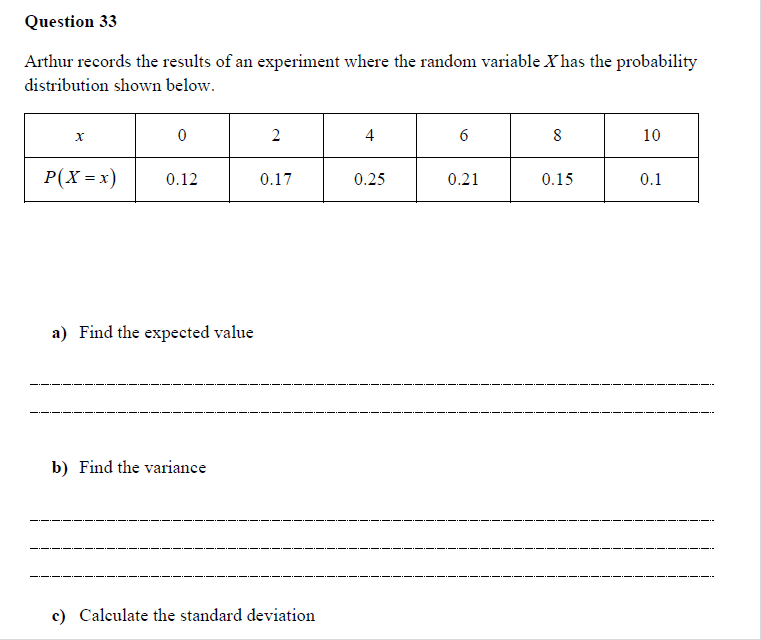 Question 33
Arthur records the results of an experiment where the random variable X has the probability
distribution shown below.
x 0 2 4 6 8 10
P(X = x) 0.12 0.17 0.25 0.21 0.15 0.1
a) Find the expected value
b) Find the variance
c) Calculate the standard deviation